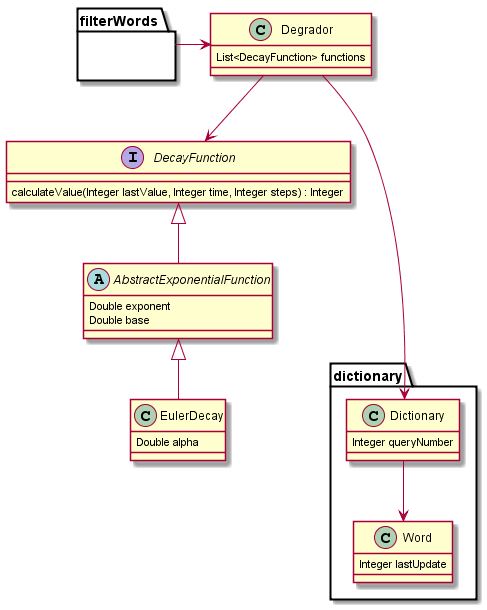 filterWords
C Degrador
List<DecayFunction> functions
I DecayFunction
calculateValue(Integer lastValue, Integer time, Integer steps) : Integer
A AbstractExponentialFunction
Double exponent
Double base
C EulerDecay
Double alpha
dictionary
C Dictionary
Integer queryNumber
C Word
Integer lastUpdate